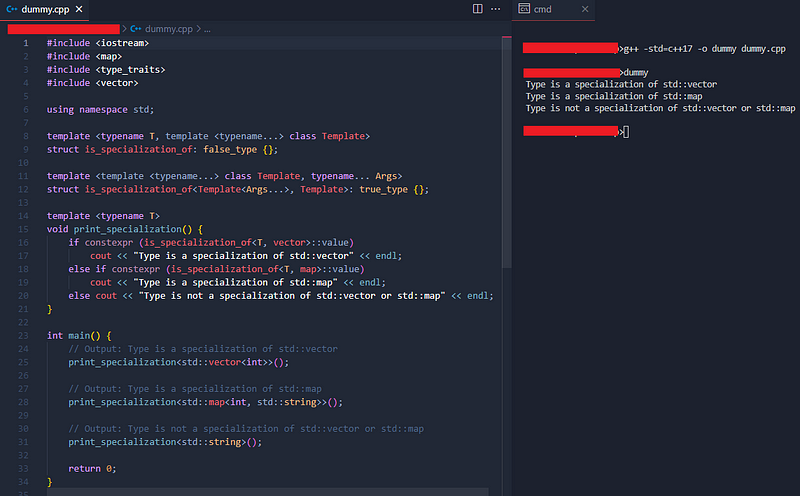 C++ dummy.cpp ×
C++ dummy.cpp > ...
1 #include <iostream>
2 #include <map>
3 #include <type_traits>
4 #include <vector>
5
6 using namespace std;
7
8 template <typename T, template <typename...> class Template>
9 struct is_specialization_of: false_type {};
10
11 template <template <typename...> class Template, typename... Args>
12 struct is_specialization_of<Template<Args...>, Template>: true_type {};
13
14 template <typename T>
15 void print_specialization() {
16 if constexpr (is_specialization_of<T, vector>::value)
17 cout << "Type is a specialization of std::vector" << endl;
18 else if constexpr (is_specialization_of<T, map>::value)
19 cout << "Type is a specialization of std::map" << endl;
20 else cout << "Type is not a specialization of std::vector or std::map" << endl;
21 }
22
23 int main() {
24 // Output: Type is a specialization of std::vector
25 print_specialization<std::vector<int>>();
26
27 // Output: Type is a specialization of std::map
28 print_specialization<std::map<int, std::string>>();
29
30 // Output: Type is not a specialization of std::vector or std::map
31 print_specialization<std::string>();
32
33 return 0;
34 }
35
cmd ×
>g++ -std=c++17 -o dummy dummy.cpp
>dummy
Type is a specialization of std::vector
Type is a specialization of std::map
Type is not a specialization of std::vector or std::map
>